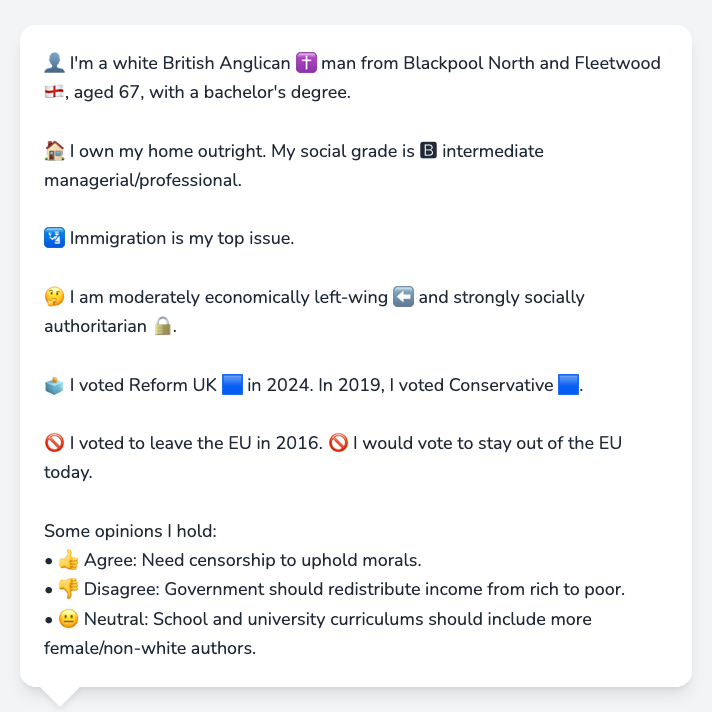 👤 I'm a white British Anglican ✝️ man from Blackpool North and Fleetwood
🏴󠁧󠁢󠁥󠁮󠁧󠁿, aged 67, with a bachelor's degree.
🏠 I own my home outright. My social grade is 🅱 intermediate
managerial/professional.
🛂 Immigration is my top issue.
🤔 I am moderately economically left-wing ⬅️ and strongly socially
authoritarian 🔒.
🗳️ I voted Reform UK 🟦 in 2024. In 2019, I voted Conservative 🟦.
🚫 I voted to leave the EU in 2016. 🚫 I would vote to stay out of the EU
today.
Some opinions I hold:
• 👍 Agree: Need censorship to uphold morals.
• 👎 Disagree: Government should redistribute income from rich to poor.
• 😐 Neutral: School and university curriculums should include more
female/non-white authors.